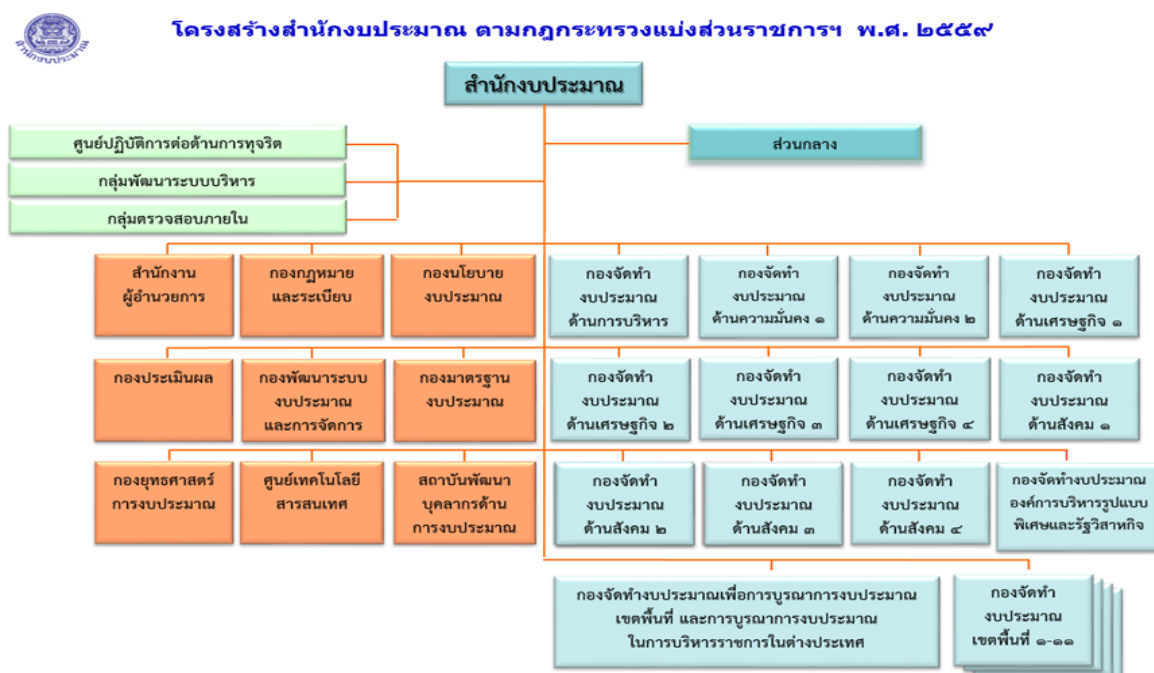 โครงสร้างสำนักงบประมาณ ตามกฎกระทรวงแบ่งส่วนราชการฯ พ.ศ. ๒๕๕๙
สำนักงบประมาณ
สำนักงบประมาณ
ศูนย์ปฏิบัติการต่อต้านการทุจริต
กลุ่มพัฒนาระบบบริหาร
กลุ่มตรวจสอบภายใน
ส่วนกลาง
สำนักงาน
ผู้อำนวยการ
กองกฎหมาย
และระเบียบ
กองนโยบาย
งบประมาณ
กองจัดทำ
งบประมาณ
ด้านการบริหาร
กองจัดทำ
งบประมาณ
ด้านความมั่นคง ๑
กองจัดทำ
งบประมาณ
ด้านความมั่นคง ๒
กองจัดทำ
งบประมาณ
ด้านเศรษฐกิจ ๑
กองประเมินผล
กองพัฒนาระบบ
งบประมาณ
และการจัดการ
กองมาตรฐาน
งบประมาณ
กองจัดทำ
งบประมาณ
ด้านเศรษฐกิจ ๒
กองจัดทำ
งบประมาณ
ด้านเศรษฐกิจ ๓
กองจัดทำ
งบประมาณ
ด้านเศรษฐกิจ ๔
กองจัดทำ
งบประมาณ
ด้านสังคม ๑
กองยุทธศาสตร์
การงบประมาณ
ศูนย์เทคโนโลยี
สารสนเทศ
สถาบันพัฒนา
บุคลากรด้าน
การงบประมาณ
กองจัดทำ
งบประมาณ
ด้านสังคม ๒
กองจัดทำ
งบประมาณ
ด้านสังคม ๓
กองจัดทำ
งบประมาณ
ด้านสังคม ๔
กองจัดทำงบประมาณ
องค์การบริหารรูปแบบ
พิเศษและรัฐวิสาหกิจ
กองจัดทำงบประมาณเพื่อการบูรณาการงบประมาณ
เขตพื้นที่ และการบูรณาการงบประมาณ
ในการบริหารราชการในต่างประเทศ
กองจัดทำ
งบประมาณ
เขตพื้นที่ ๑-๑๑